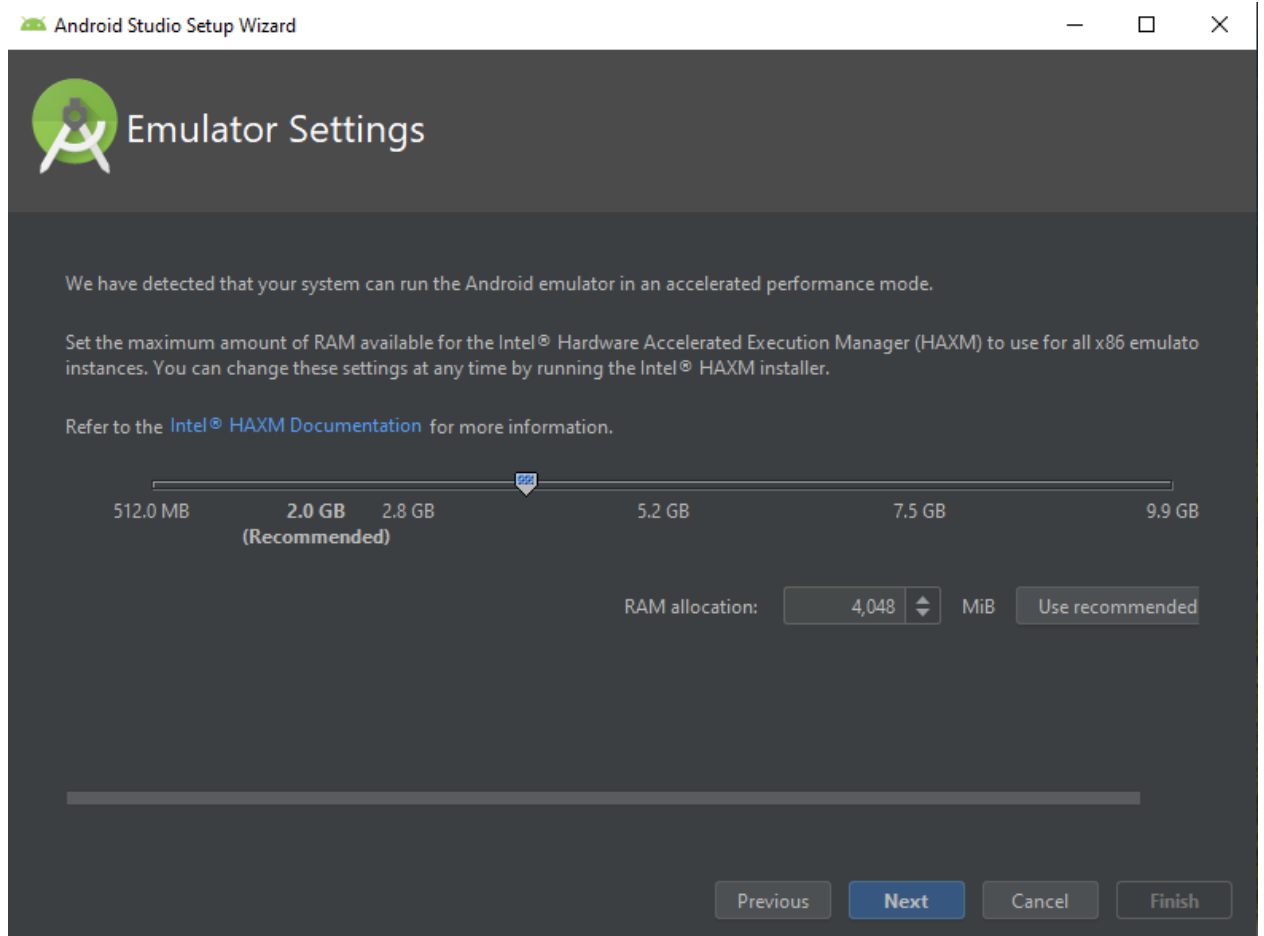 Android Studio Setup Wizard
Emulator Settings
We have detected that your system can run the Android emulator in an accelerated performance mode.
Set the maximum amount of RAM available for the Intel® Hardware Accelerated Execution Manager (HAXM) to use for all x86 emulato
instances. You can change these settings at any time by running the Intel® HAXM installer.
Refer to the Intel® HAXM Documentation for more information.
512.0 MB 2.0 GB 2.8 GB 5.2 GB 7.5 GB 9.9 GB
(Recommended)
RAM allocation: 4,048 MiB Use recommended
Previous Next Cancel Finish